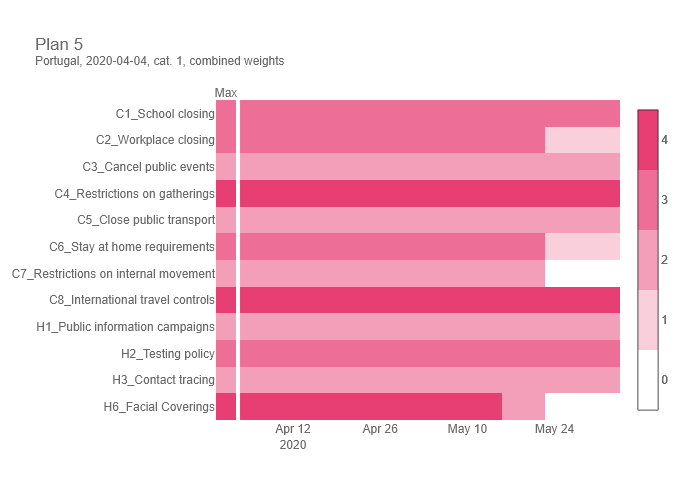 Plan 5
Portugal, 2020-04-04, cat. 1, combined weights
Max
C1_School closing
C2_Workplace closing
C3_Cancel public events
C4_Restrictions on gatherings
C5_Close public transport
C6_Stay at home requirements
C7_Restrictions on internal movement
C8_International travel controls
H1_Public information campaigns
H2_Testing policy
H3_Contact tracing
H6_Facial Coverings
Apr 12 Apr 26 May 10 May 24
2020
4
3
2
1
0